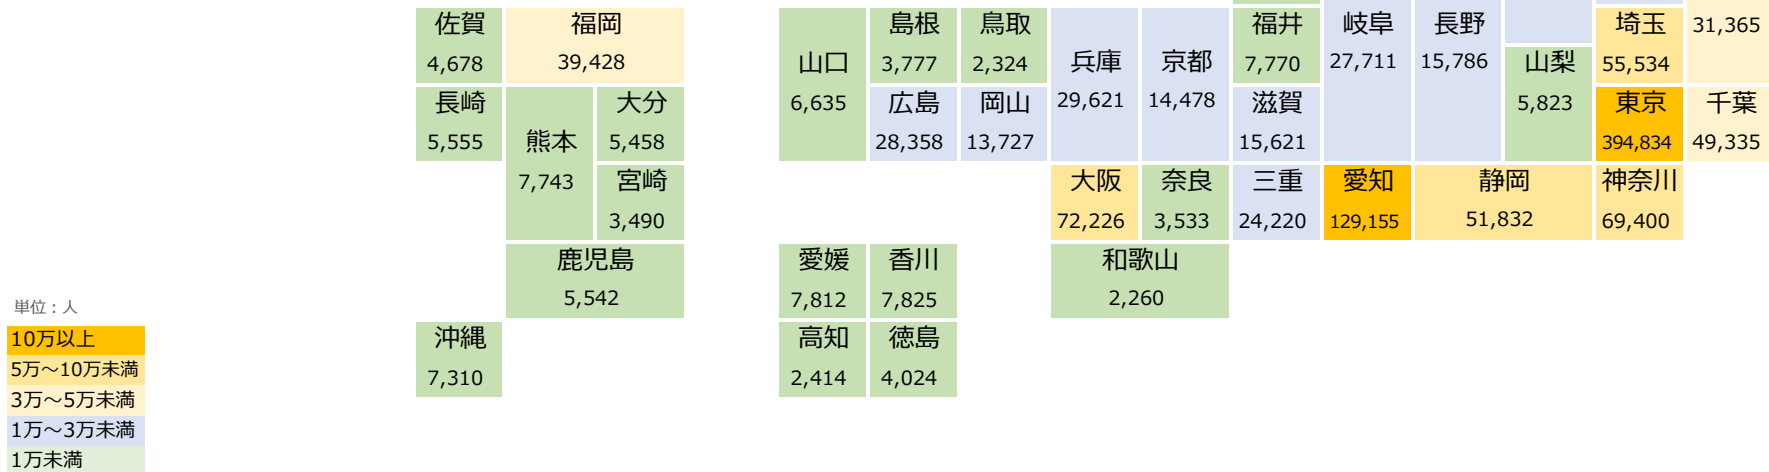 佐賀 福岡 島根 鳥取 福井 岐阜 長野 埼玉 31,365
4,678 39,428 山口 3,777 2,324 兵庫 京都 7,770 27,711 15,786 山梨 55,534
長崎 大分 6,635 広島 岡山 29,621 14,478 滋賀 5,823 東京 千葉
5,555 熊本 5,458 28,358 13,727 15,621 394,834 49,335
7,743 宮崎 大阪 奈良 三重 愛知 静岡 神奈川
3,490 72,226 3,533 24,220 129,155 51,832 69,400
鹿児島 愛媛 香川 和歌山
5,542 7,812 7,825 2,260
単位：人
10万以上 沖縄 高知 徳島
5万～10万未満 7,310 2,414 4,024
3万～5万未満
1万～3万未満
1万未満